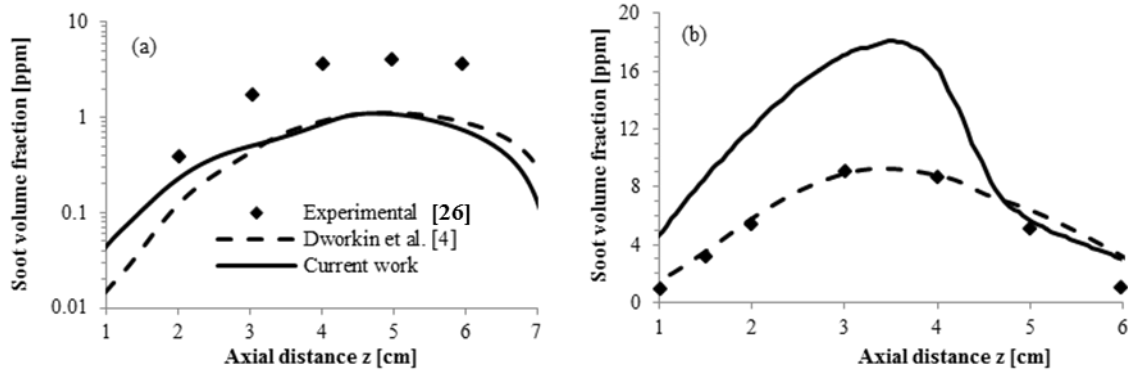 Soot volume fraction [ppm]
10
1
0.1
0.01
(a)
Experimental [26]
Dworkin et al. [4]
Current work
1 2 3 4 5 6 7
Axial distance z [cm]
Soot volume fraction [ppm]
20
16
12
8
4
0
(b)
1 2 3 4 5 6
Axial distance z [cm]